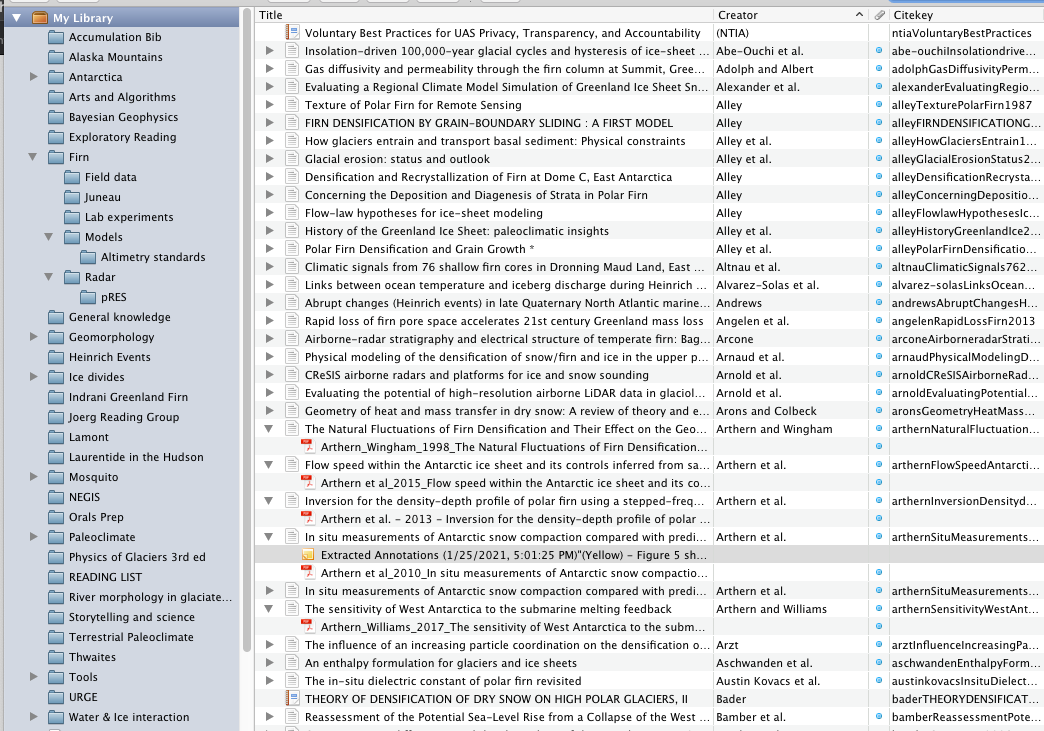 My Library
Accumulation Bib
Alaska Mountains
Antarctica
Arts and Algorithms
Bayesian Geophysics
Exploratory Reading
Firn
Field data
Juneau
Lab experiments
Models
Altimetry standards
Radar
pRES
General knowledge
Geomorphology
Heinrich Events
Ice divides
Indrani Greenland Firn
Joerg Reading Group
Lamont
Laurentide in the Hudson
Mosquito
NEGIS
Orals Prep
Paleoclimate
Physics of Glaciers 3rd ed
READING LIST
River morphology in glaciate...
Storytelling and science
Terrestrial Paleoclimate
Thwaites
Tools
URGE
Water & Ice interaction
Title Creator Citekey
Voluntary Best Practices for UAS Privacy, Transparency, and Accountability (NTIA) ntiaVoluntaryBestPractices
Insolation-driven 100,000-year glacial cycles and hysteresis of ice-sheet ... Abe-Ouchi et al. abe-ouchiInsolationdrive...
Gas diffusivity and permeability through the firn column at Summit, Gree... Adolph and Albert adolphGasDiffusivityPerm...
Evaluating a Regional Climate Model Simulation of Greenland Ice Sheet Sn... Alexander et al. alexanderEvaluatingRegio...
Texture of Polar Firn for Remote Sensing Alley alleyTexturePolarFirn1987
FIRN DENSIFICATION BY GRAIN-BOUNDARY SLIDING : A FIRST MODEL Alley alleyFIRNDENSIFICATIONG...
How glaciers entrain and transport basal sediment: Physical constraints Alley et al. alleyHowGlaciersEntrain1...
Glacial erosion: status and outlook Alley et al. alleyGlacialErosionStatus2...
Densification and Recrystallization of Firn at Dome C, East Antarctica Alley alleyDensificationRecrysta...
Concerning the Deposition and Diagenesis of Strata in Polar Firn Alley alleyConcerningDepositio...
Flow-law hypotheses for ice-sheet modeling Alley alleyFlowlawHypothesesIc...
History of the Greenland Ice Sheet: paleoclimatic insights Alley et al. alleyHistoryGreenlandIce2...
Polar Firn Densification and Grain Growth * Alley et al. alleyPolarFirnDensificatio...
Climatic signals from 76 shallow firn cores in Dronning Maud Land, East ... Altnau et al. altnauClimaticSignals762...
Links between ocean temperature and iceberg discharge during Heinrich ... Alvarez-Solas et al. alvarez-solasLinksOcean...
Abrupt changes (Heinrich events) in late Quaternary North Atlantic marine... Andrews andrewsAbruptChangesH...
Rapid loss of firn pore space accelerates 21st century Greenland mass loss Angelen et al. angelenRapidLossFirn2013
Airborne-radar stratigraphy and electrical structure of temperate firn: Bag... Arcone arconeAirborneradarStrati...
Physical modeling of the densification of snow/firn and ice in the upper p... Arnaud et al. arnaudPhysicalModelingD...
CReSIS airborne radars and platforms for ice and snow sounding Arnold et al. arnoldCReSISAirborneRad...
Evaluating the potential of high-resolution airborne LiDAR data in glaciol... Arnold et al. arnoldEvaluatingPotential...
Geometry of heat and mass transfer in dry snow: A review of theory and e... Arons and Colbeck aronsGeometryHeatMass...
The Natural Fluctuations of Firn Densification and Their Effect on the Geo... Arthern and Wingham arthernNaturalFluctuation...
Arthern_Wingham_1998_The Natural Fluctuations of Firn Densification...
Flow speed within the Antarctic ice sheet and its controls inferred from sa... Arthern et al. arthernFlowSpeedAntarcti...
Arthern et al_2015_Flow speed within the Antarctic ice sheet and its co...
Inversion for the density-depth profile of polar firn using a stepped-freq... Arthern et al. arthernInversionDensityd...
Arthern et al. - 2013 - Inversion for the density-depth profile of polar ...
In situ measurements of Antarctic snow compaction compared with predi... Arthern et al. arthernSituMeasurements...
Extracted Annotations (1/25/2021, 5:01:25 PM)"(Yellow) - Figure 5 sh...
Arthern et al_2010_In situ measurements of Antarctic snow compactio...
In situ measurements of Antarctic snow compaction compared with predi... Arthern et al. arthernSituMeasurements...
The sensitivity of West Antarctica to the submarine melting feedback Arthern and Williams arthernSensitivityWestAnt...
Arthern_Williams_2017_The sensitivity of West Antarctica to the subm...
The influence of an increasing particle coordination on the densification o... Arzt arztInfluenceIncreasingPa...
An enthalpy formulation for glaciers and ice sheets Aschwanden et al. aschwandenEnthalpyForm...
The in-situ dielectric constant of polar firn revisited Austin Kovacs et al. austinkovacsInsituDielect...
THEORY OF DENSIFICATION OF DRY SNOW ON HIGH POLAR GLACIERS, II Bader baderTHEORYDENSIFICAT...
Reassessment of the Potential Sea-Level Rise from a Collapse of the West ... Bamber et al. bamberReassessmentPote...